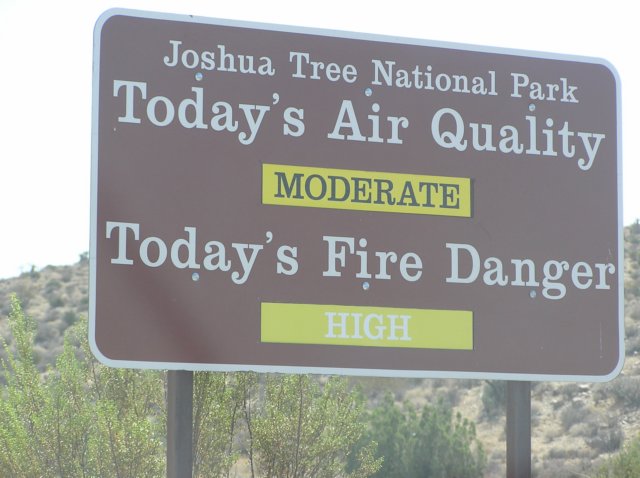 Joshua Tree National Park
Today's Air Quality
MODERATE
Today's Fire Danger
HIGH